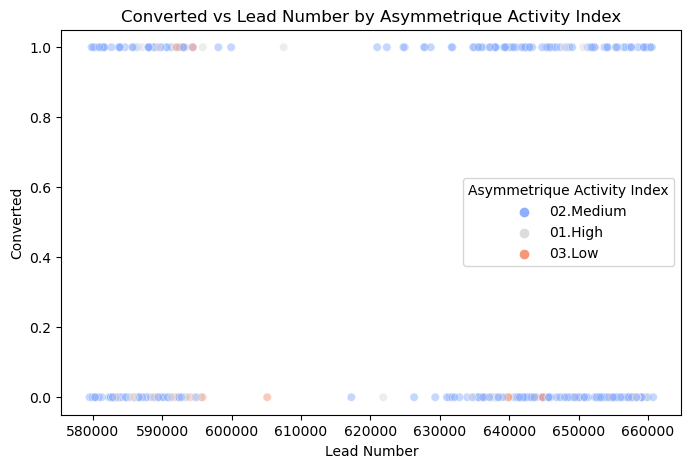 Converted vs Lead Number by Asymmetrique Activity Index
1.0
0.8
0.6
0.4
0.2
0.0
Converted
Asymmetrique Activity Index
02.Medium
01.High
03.Low
580000 590000 600000 610000 620000 630000 640000 650000 660000
Lead Number